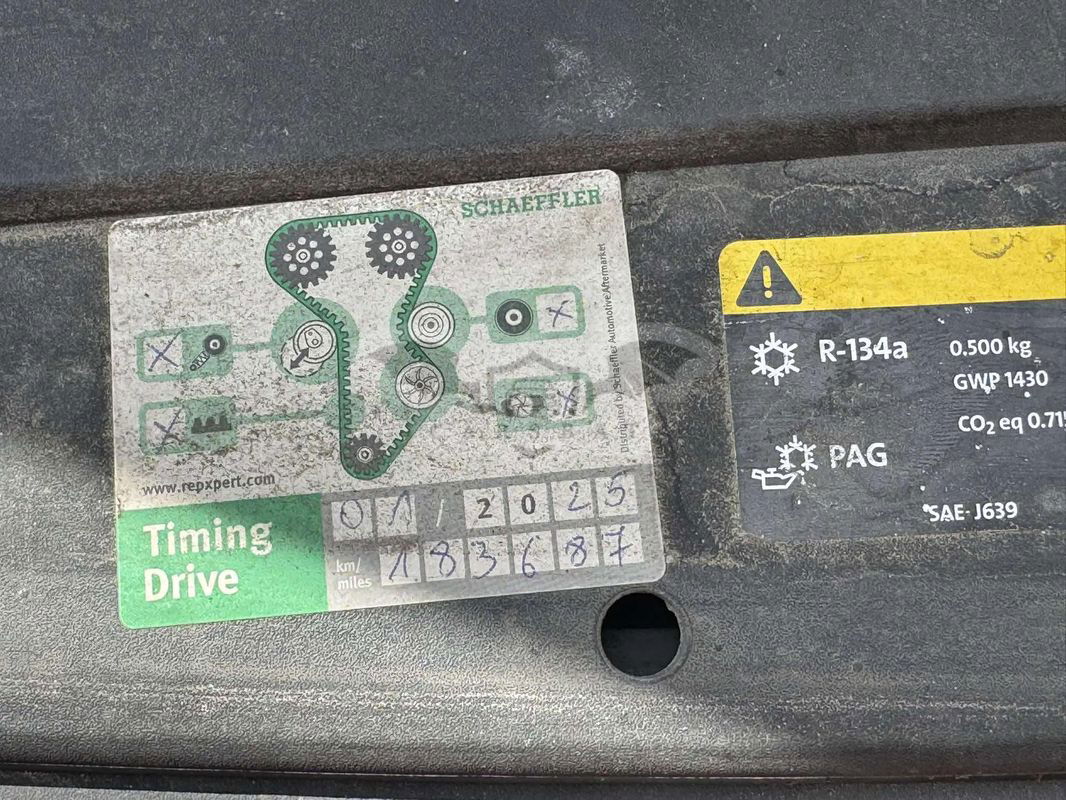 SCHAEFFLER
Distributed by Schaeffler Automotive Aftermarket
X
X
X
X
www.repxpert.com
Timing
Drive
01/2025
km/
miles
183687
R-134a
0.500 kg
GWP 1430
CO₂ eq 0.715
PAG
SAE-J639